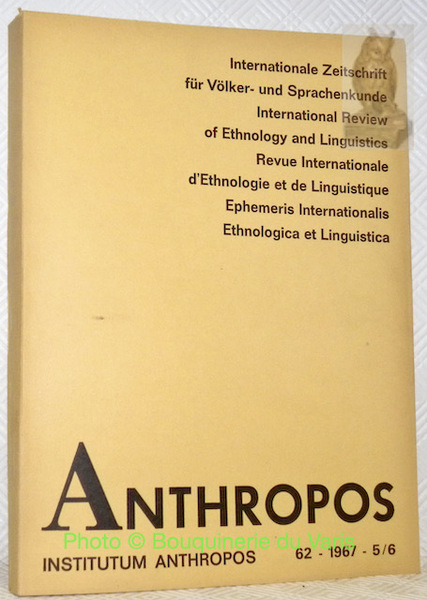 Internationale Zeitschrift
für Völker- und Sprachenkunde
International Review
of Ethnology and Linguistics
Revue Internationale
d'Ethnologie et de Linguistique
Ephemeris Internationalis
Ethnologica et Linguistica
ANTHROPOS
Photo © Bouquinerie du Varis
INSTITUTUM ANTHROPOS 62 - 1967 - 5/6